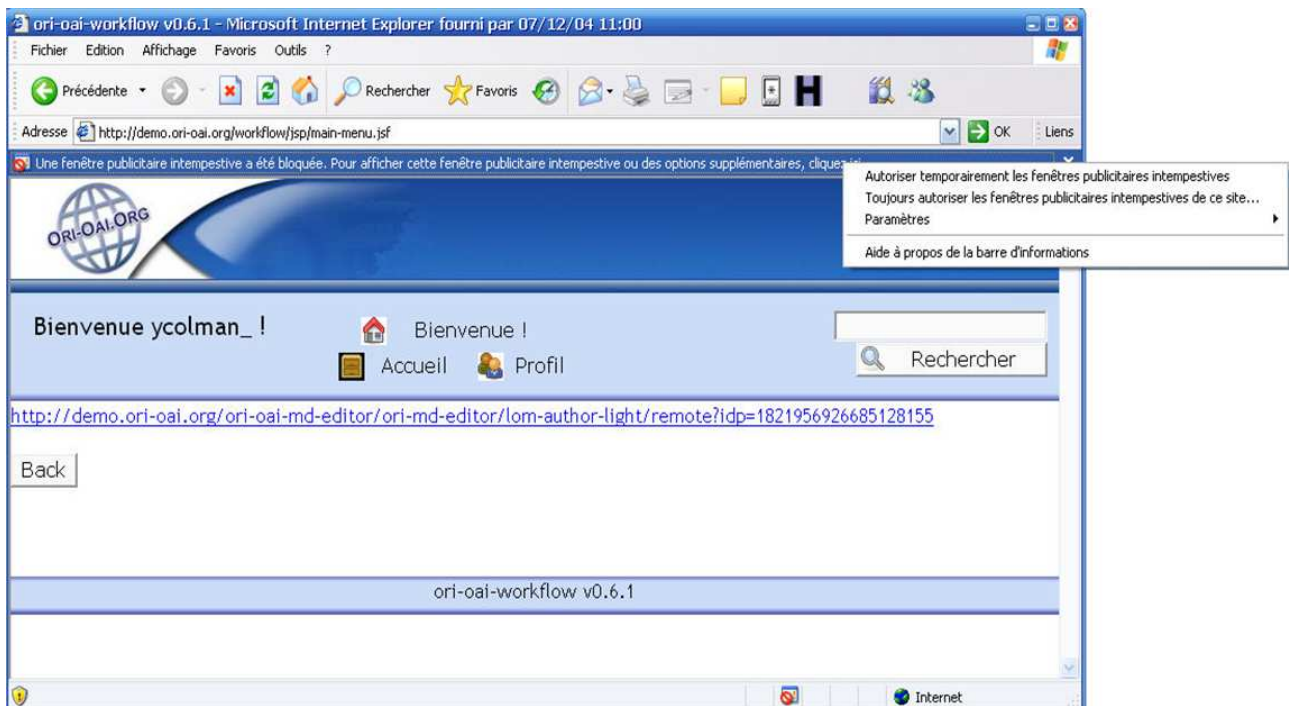 ori-oai-workflow v0.6.1 - Microsoft Internet Explorer fourni par 07/12/04 11:00
Fichier Edition Affichage Favoris Outils ?
Précédente Rechercher Favoris
Adresse http://demo.ori-oai.org/workflow/jsp/main-menu.jsf OK Liens
Une fenêtre publicitaire intempestive a été bloquée. Pour afficher cette fenêtre publicitaire intempestive ou des options supplémentaires, cliquez ici
Autoriser temporairement les fenêtres publicitaires intempestives
Toujours autoriser les fenêtres publicitaires intempestives de ce site...
Paramètres
Aide à propos de la barre d'informations
ORI-OAI.ORG
Bienvenue ycolman_ !
Bienvenue !
Accueil Profil
Rechercher
http://demo.ori-oai.org/ori-oai-md-editor/ori-md-editor/lom-author-light/remote?idp=1821956926685128155
Back
ori-oai-workflow v0.6.1
Internet